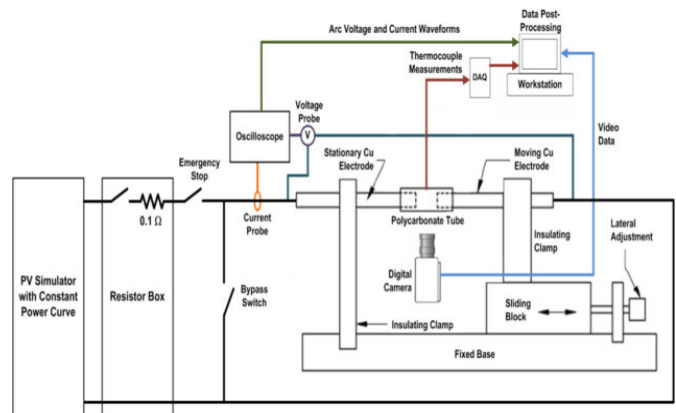 Data Post-
Processing
Arc Voltage and Current Waveforms
Thermocouple
Measurements
DAQ
Workstation
Voltage
Probe
Oscilloscope
V
Video
Data
Stationary Cu
Electrode
Moving Cu
Electrode
Emergency
Stop
0.1 Ω
Current
Probe
Polycarbonate Tube
Insulating
Clamp
Lateral
Adjustment
PV Simulator
with Constant
Power Curve
Resistor Box
Bypass
Switch
Digital
Camera
Sliding
Block
Insulating Clamp
Fixed Base